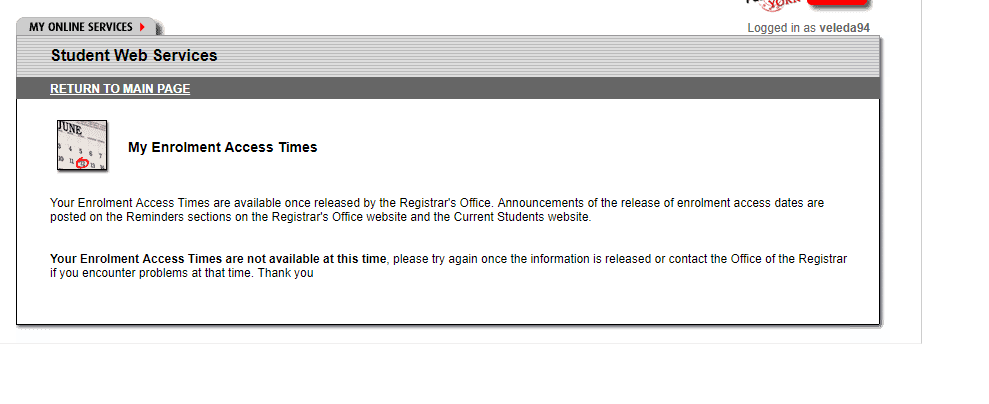 YORK
MY ONLINE SERVICES
Logged in as veleda94
Student Web Services
RETURN TO MAIN PAGE
JUNE
My Enrolment Access Times
Your Enrolment Access Times are available once released by the Registrar's Office. Announcements of the release of enrolment access dates are
posted on the Reminders sections on the Registrar's Office website and the Current Students website.
Your Enrolment Access Times are not available at this time, please try again once the information is released or contact the Office of the Registrar
if you encounter problems at that time. Thank you